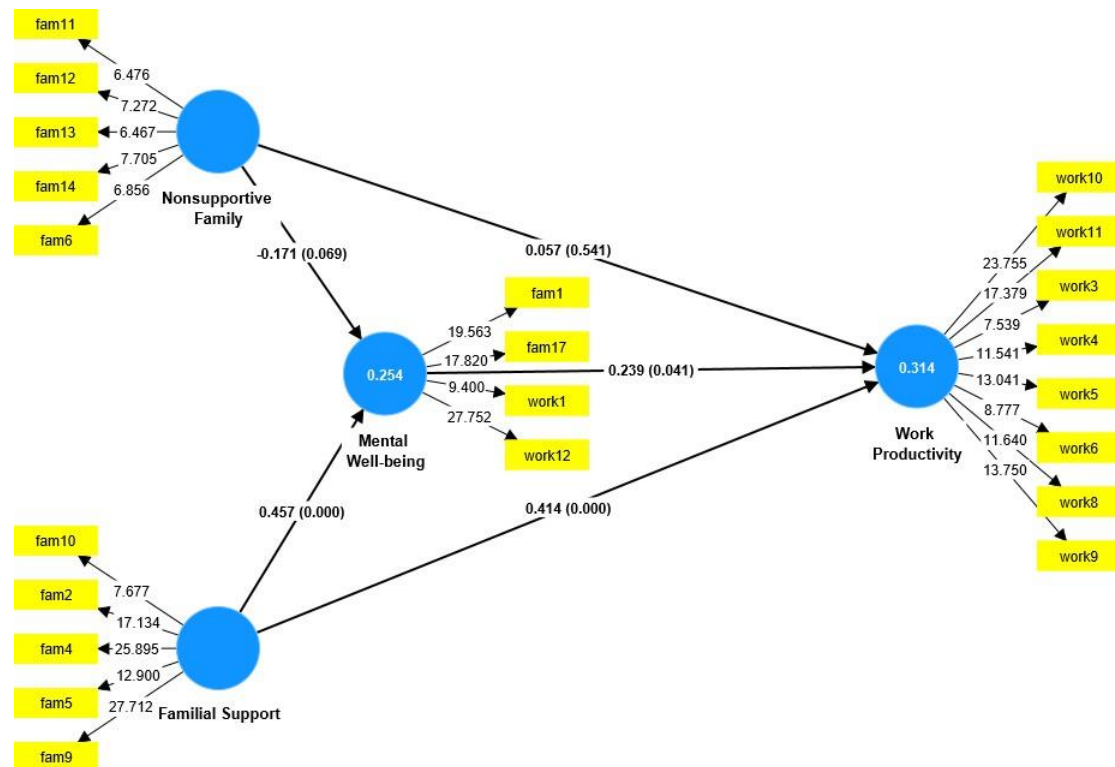 fam11
fam12
fam13
fam14
fam6
6.476
7.272
6.467
7.705
6.856
Nonsupportive
Family
-0.171 (0.069)
0.057 (0.541)
fam1
fam17
work1
work12
19.563
17.820
9.400
27.752
0.254
Mental
Well-being
0.239 (0.041)
0.457 (0.000)
0.414 (0.000)
fam10
fam2
fam4
fam5
fam9
7.677
17.134
25.895
12.900
27.712
Familial Support
0.314
Work
Productivity
23.755
17.379
7.539
11.541
13.041
8.777
11.640
13.750
work10
work11
work3
work4
work5
work6
work8
work9